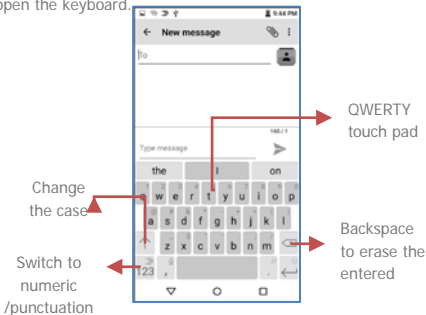 open the keyboard.
9:44 PM
New message
To
QWERTY
touch pad
160 / 1
Type message
the I on
q w e r t y u i o p
Change
the case
a s d f g h j k l
z x c v b n m
Backspace
to erase the
entered
Switch to
numeric
/punctuation
123 , .